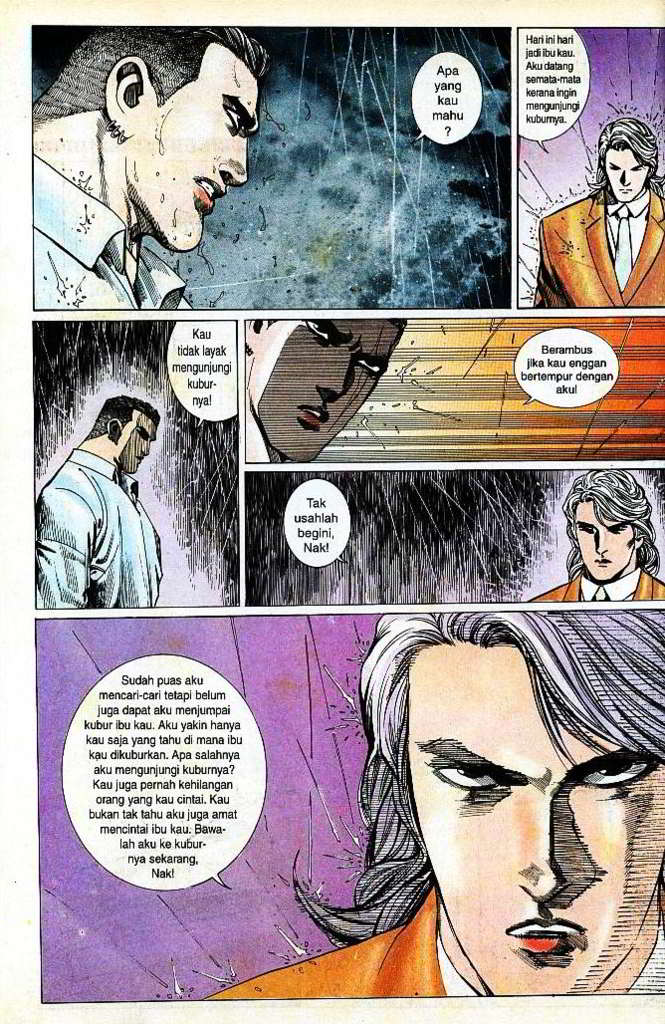 Apa
yang
kau
mahu
?
Hari ini hari
jadi ibu kau.
Aku datang
semata-mata
kerana ingin
mengunjungi
kuburnya.
Kau
tidak layak
mengunjungi
kubur-
nya!
Berambus
jika kau enggan
bertempur dengan
aku!
Tak
usahlah
begini,
Nak!
Sudah puas aku
mencari-cari tetapi belum
juga dapat aku menjumpai
kubur ibu kau. Aku yakin hanya
kau saja yang tahu di mana ibu
kau dikuburkan. Apa salahnya
aku mengunjungi kuburnya?
Kau juga pernah kehilangan
orang yang kau cintai. Kau
bukan tak tahu aku juga amat
mencintai ibu kau. Bawa-
lah aku ke kubur-
nya sekarang,
Nak!